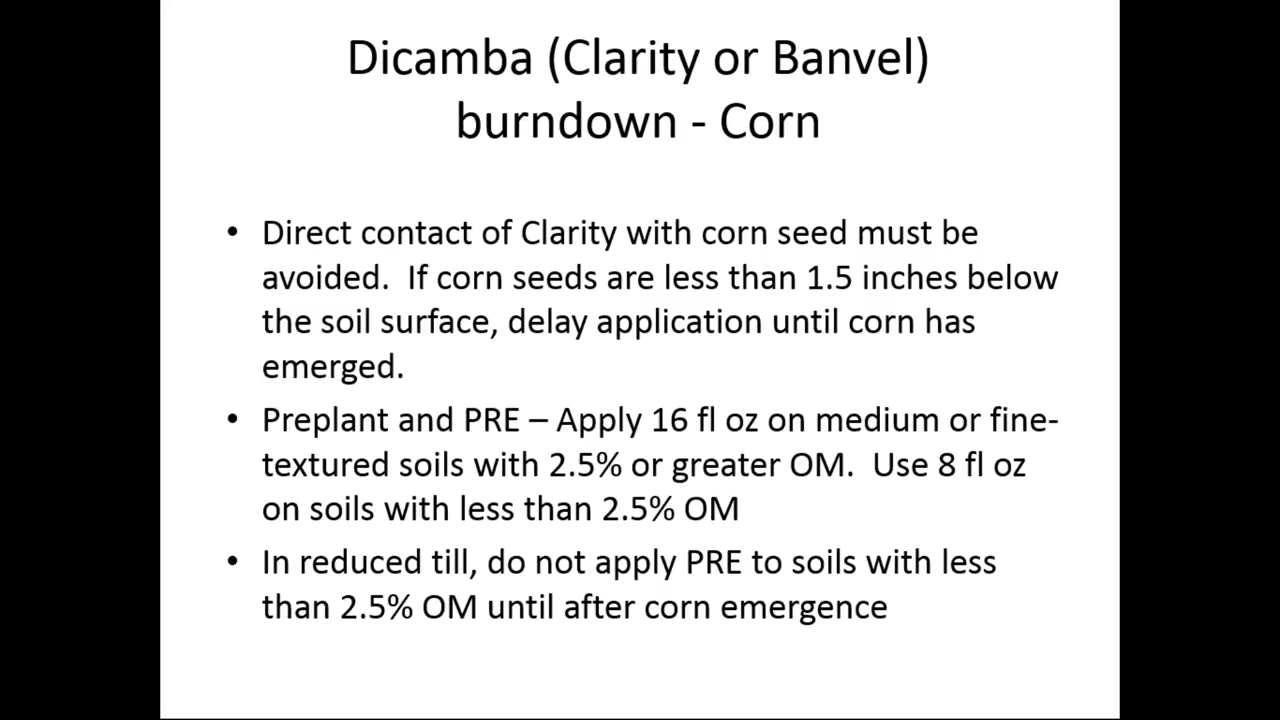 Dicamba (Clarity or Banvel)
burndown - Corn
• Direct contact of Clarity with corn seed must be
avoided.  If corn seeds are less than 1.5 inches below
the soil surface, delay application until corn has
emerged.
• Preplant and PRE – Apply 16 fl oz on medium or fine-
textured soils with 2.5% or greater OM.  Use 8 fl oz
on soils with less than 2.5% OM
• In reduced till, do not apply PRE to soils with less
than 2.5% OM until after corn emergence